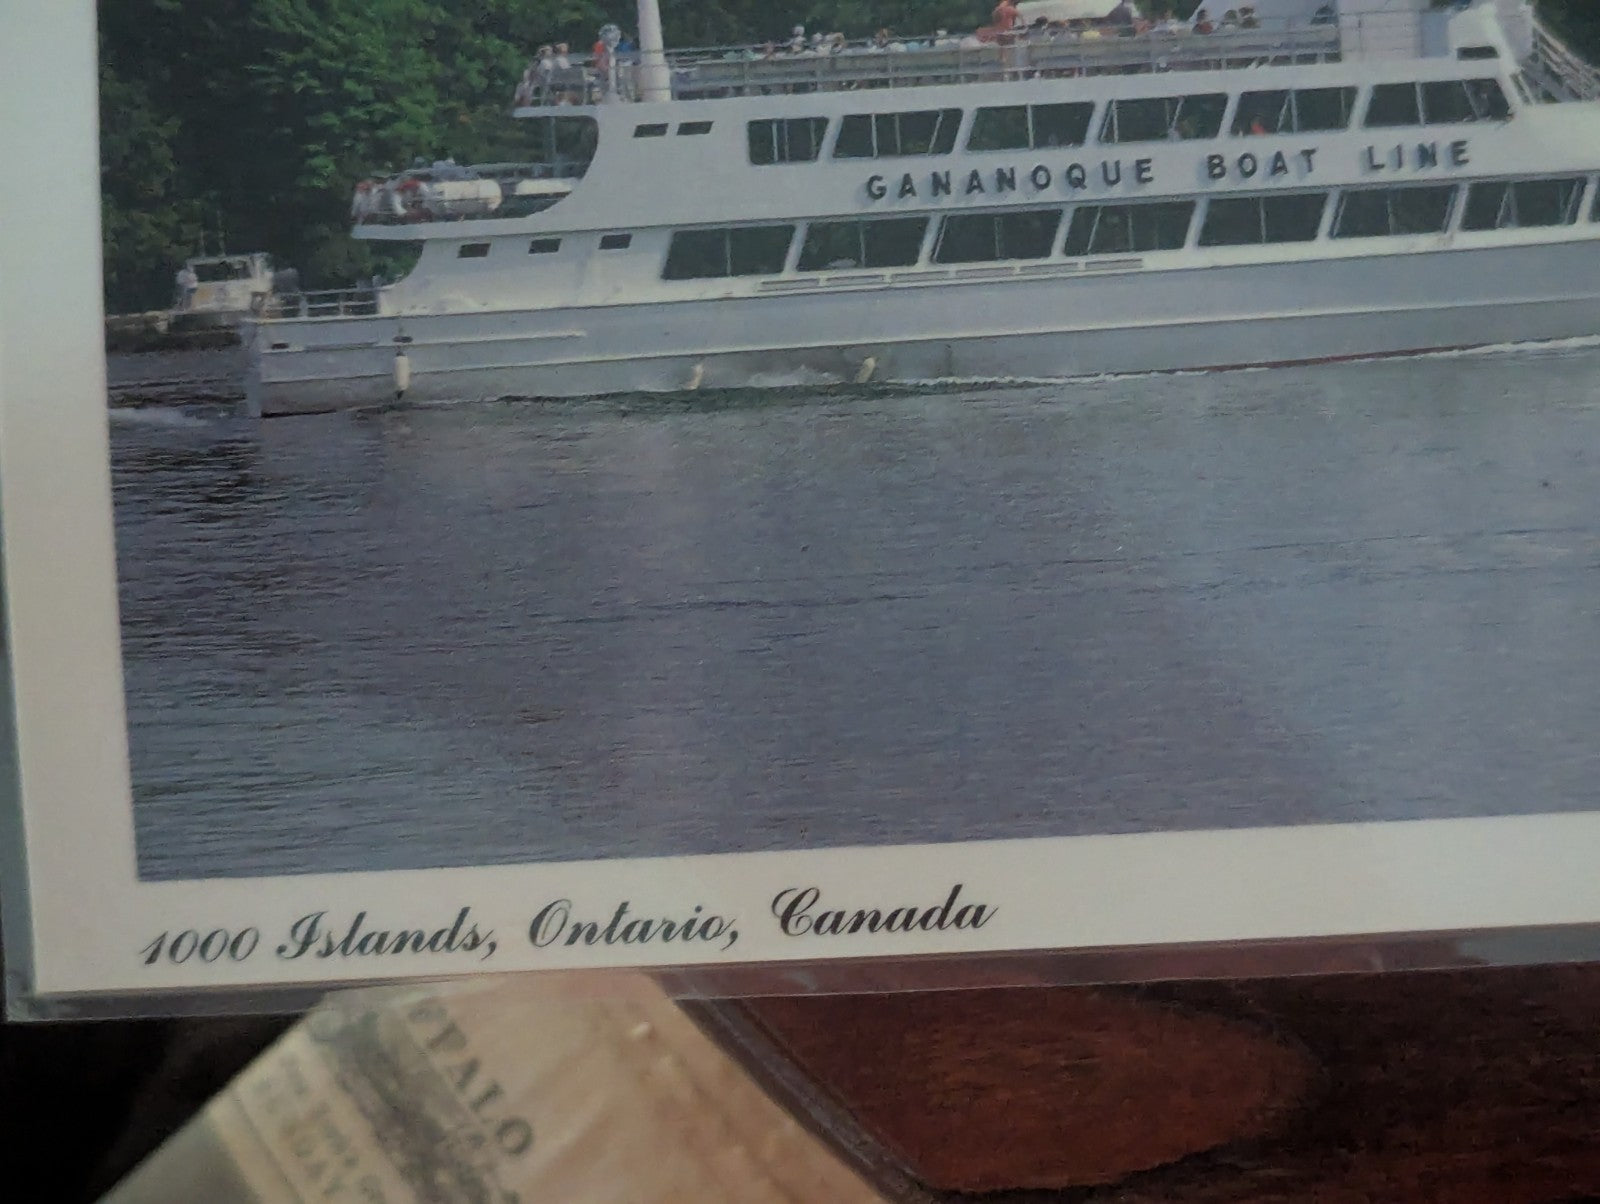 GANANOQUE BOAT LINE
1000 Islands, Ontario, Canada